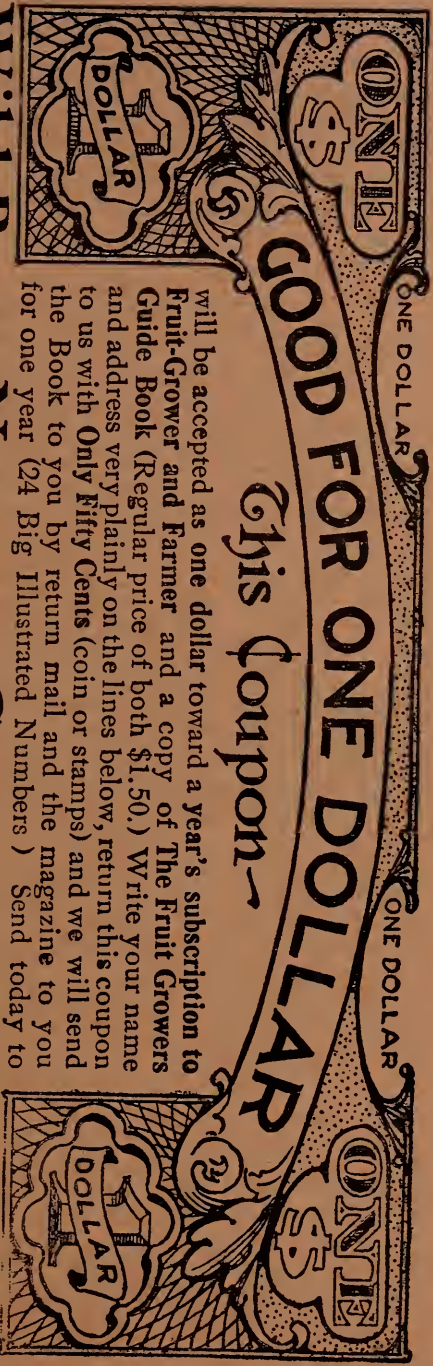 ONE DOLLAR ONE DOLLAR
ONE $ ONE $
GOOD FOR ONE DOLLAR
1 DOLLAR 1 DOLLAR
This Coupon
will be accepted as one dollar toward a year's subscription to
Fruit-Grower and Farmer and a copy of The Fruit Growers
Guide Book (Regular price of both $1.50.) Write your name
and address very plainly on the lines below, return this coupon
to us with Only Fifty Cents (coin or stamps) and we will send
the Book to you by return mail and the magazine to you
for one year (24 Big Illustrated Numbers) Send today to